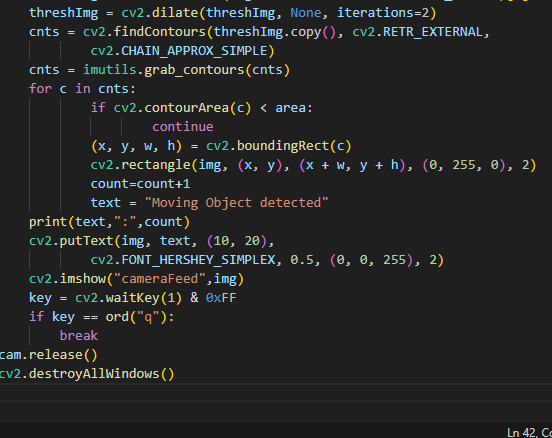 threshImg = cv2.dilate(threshImg, None, iterations=2)
cnts = cv2.findContours(threshImg.copy(), cv2.RETR_EXTERNAL,
cv2.CHAIN_APPROX_SIMPLE)
cnts = imutils.grab_contours(cnts)
for c in cnts:
if cv2.contourArea(c) < area:
continue
(x, y, w, h) = cv2.boundingRect(c)
cv2.rectangle(img, (x, y), (x + w, y + h), (0, 255, 0), 2)
count=count+1
text = "Moving Object detected"
print(text,":",count)
cv2.putText(img, text, (10, 20),
cv2.FONT_HERSHEY_SIMPLEX, 0.5, (0, 0, 255), 2)
cv2.imshow("cameraFeed",img)
key = cv2.waitKey(1) & 0xFF
if key == ord("q"):
break
cam.release()
cv2.destroyAllWindows()
Ln 42,